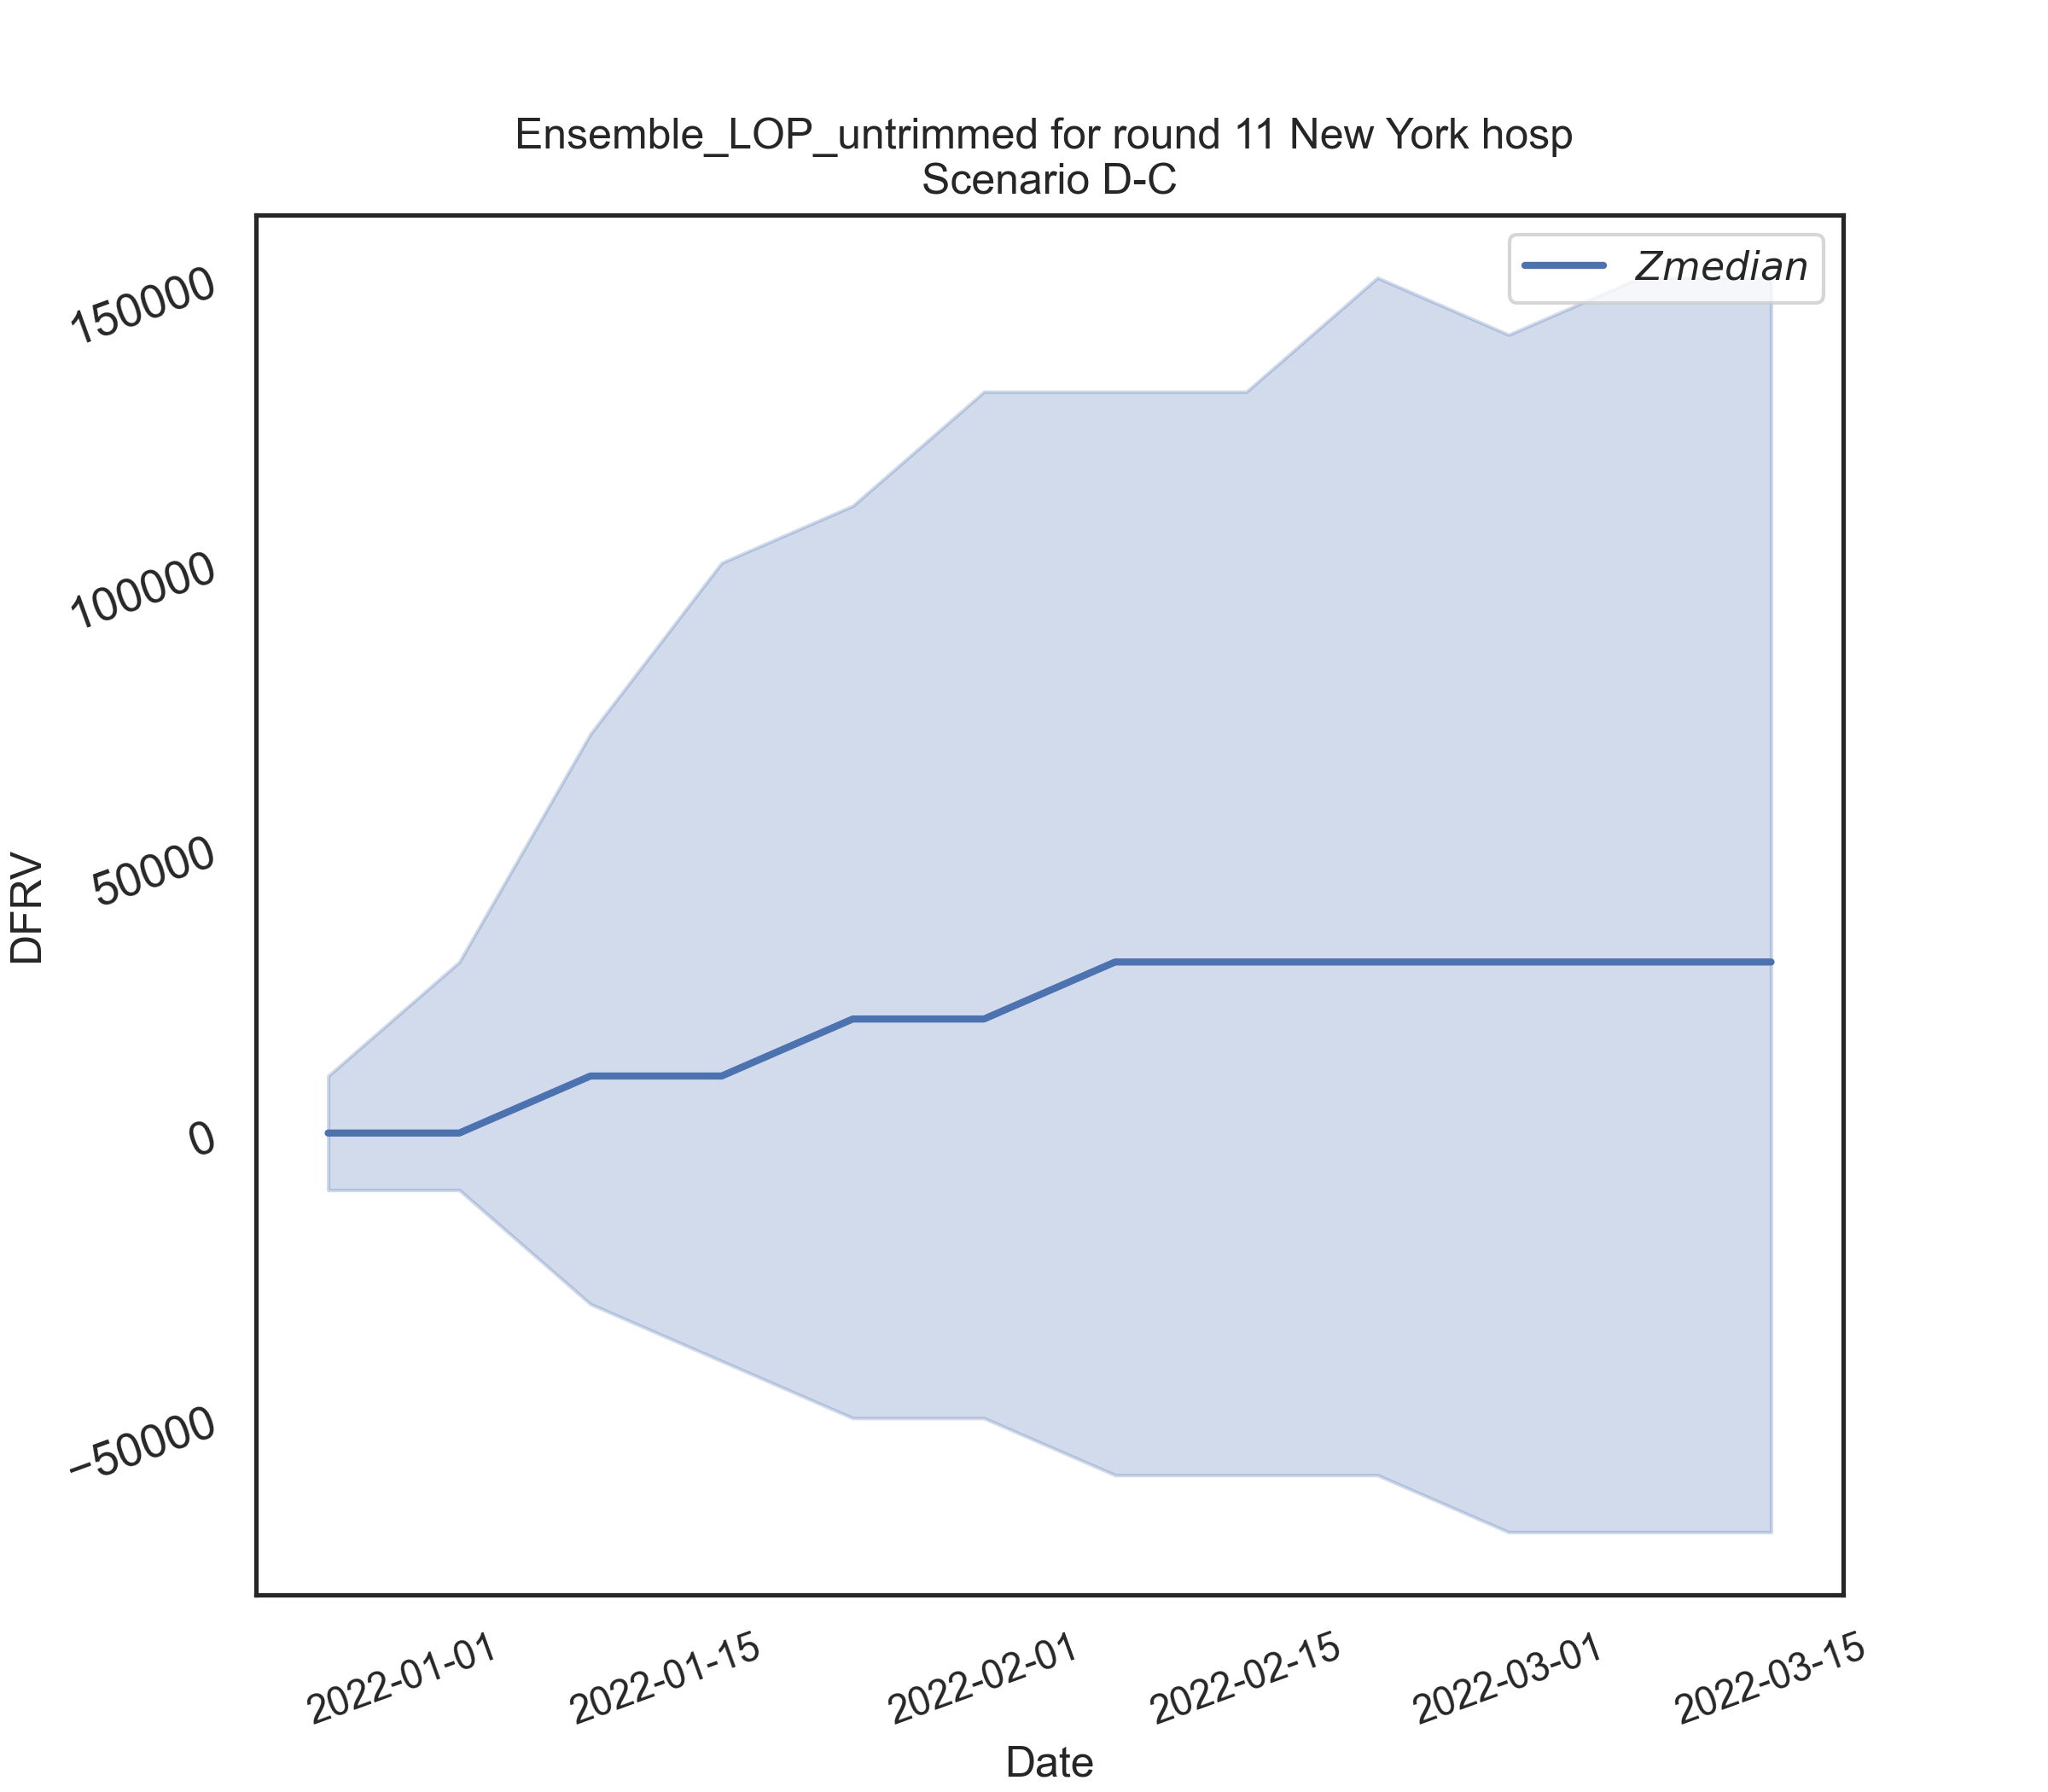 Ensemble_LOP_untrimmed for round 11 New York hosp
Scenario D-C
Zmedian
150000
100000
50000
0
−50000
DFRV
2022-01-01
2022-01-15
2022-02-01
2022-02-15
2022-03-01
2022-03-15
Date